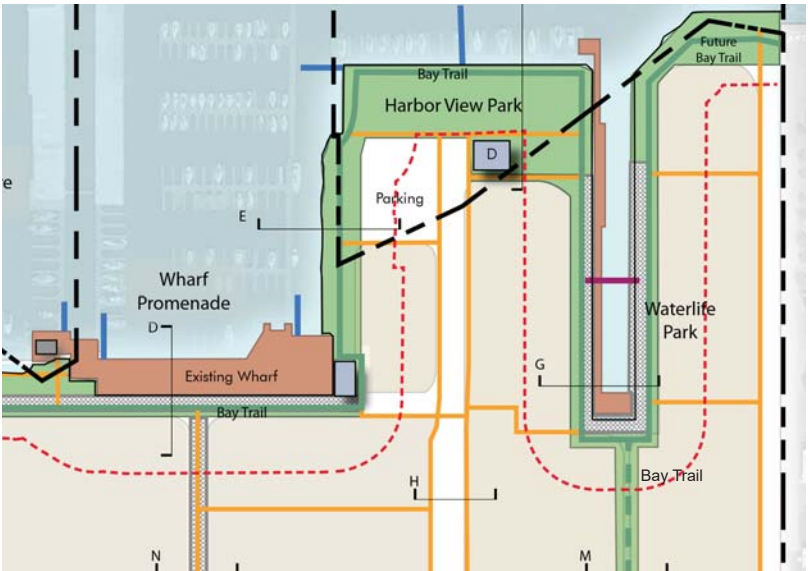 Future
Bay Trail
Bay Trail
Harbor View Park
D
re
Parking
E
Wharf
Promenade
D
Waterlife
Park
G
Existing Wharf
Bay Trail
Bay Trail
H
N
M